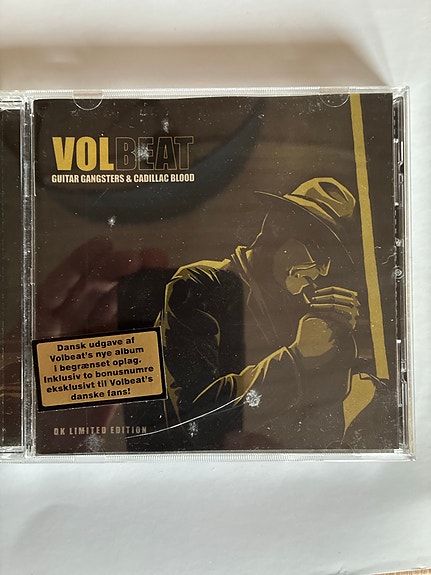 VOLBEAT
GUITAR GANGSTERS & CADILLAC BLOOD
Dansk udgave af
Volbeat's nye album
i begrænset oplag.
Inklusiv to bonusnumre
eksklusivt til Volbeat's
danske fans!
DK LIMITED EDITION